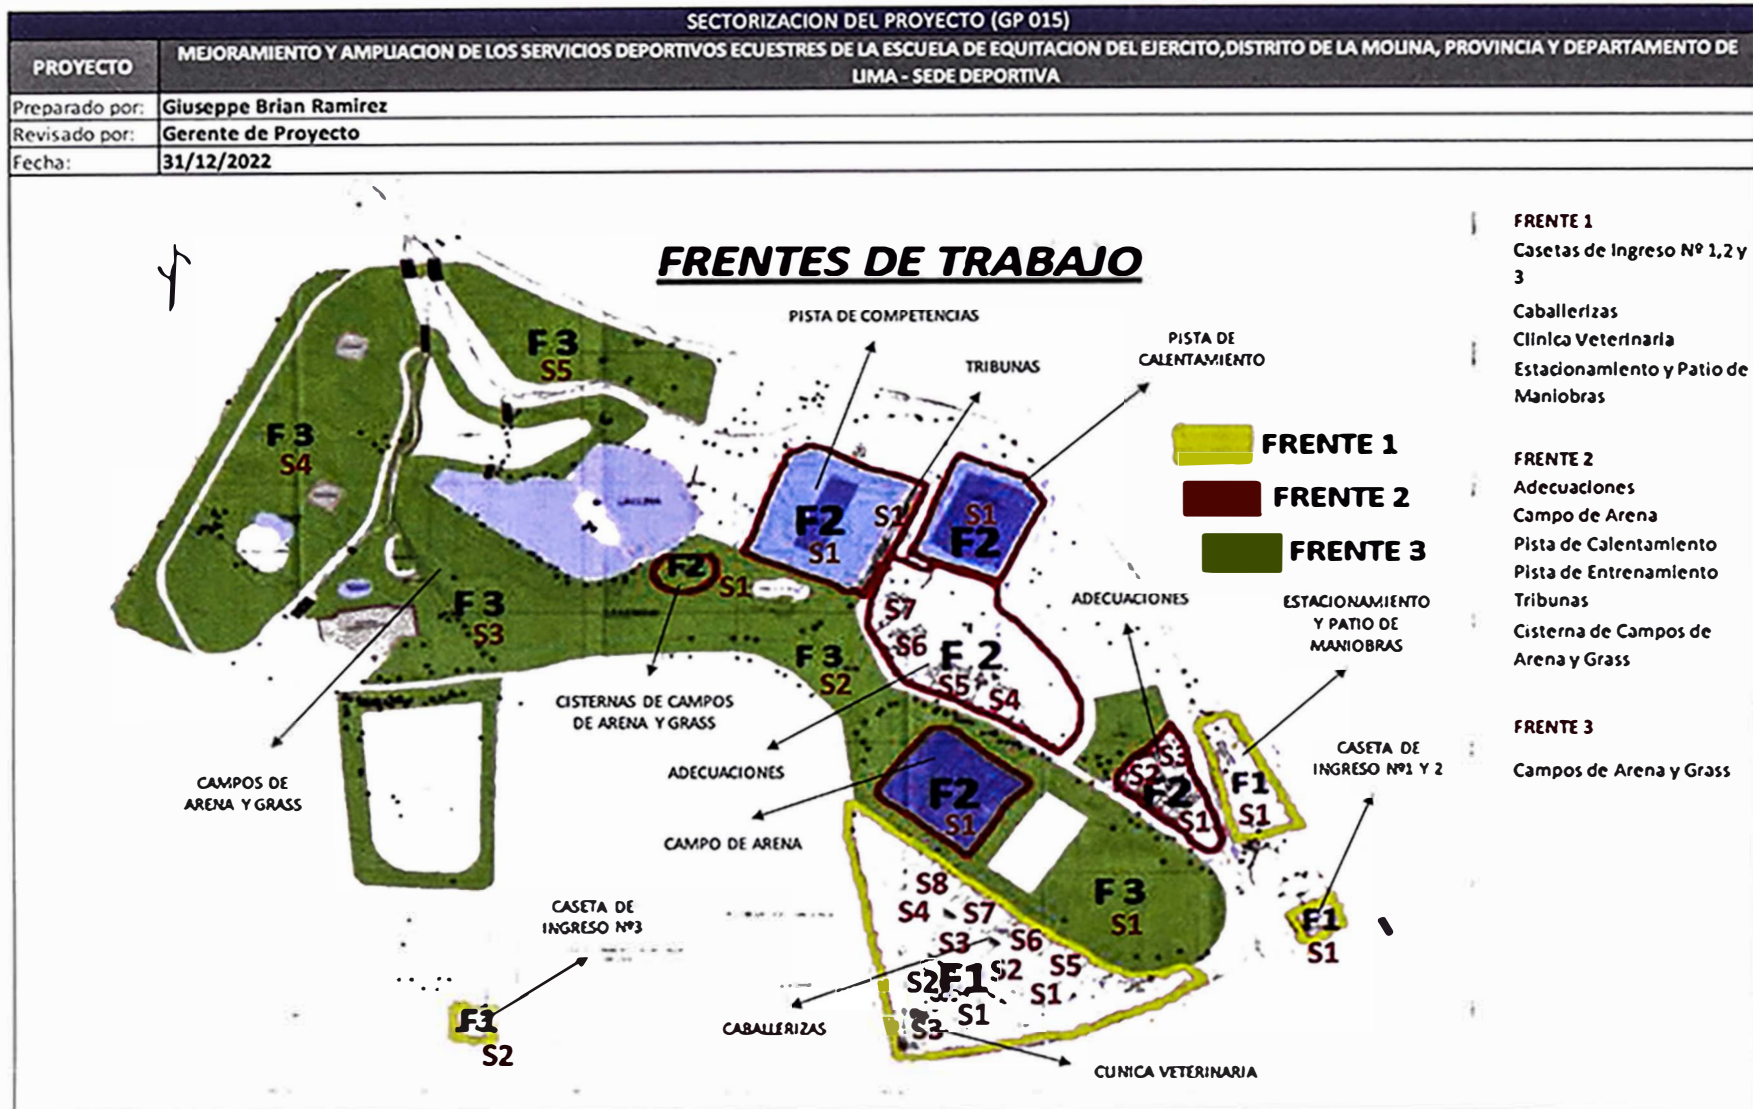 SECTORIZACION DEL PROYECTO (GP 015)
PROYECTO
MEJORAMIENTO Y AMPLIACION DE LOS SERVICIOS DEPORTIVOS ECUESTRES DE LA ESCUELA DE EQUITACION DEL EJERCITO,DISTRITO DE LA MOLINA, PROVINCIA Y DEPARTAMENTO DE
LIMA - SEDE DEPORTIVA
Preparado por: Giuseppe Brian Ramirez
Revisado por: Gerente de Proyecto
Fecha: 31/12/2022
FRENTES DE TRABAJO
FRENTE 1
Casetas de Ingreso Nº 1,2 y
3
Caballerizas
Clinica Veterinaria
Estacionamiento y Patio de
Maniobras
FRENTE 2
Adecuaciones
Campo de Arena
Pista de Calentamiento
Pista de Entrenamiento
Tribunas
Cisterna de Campos de
Arena y Grass
FRENTE 3
Campos de Arena y Grass
FRENTE 1
FRENTE 2
FRENTE 3
PISTA DE COMPETENCIAS
TRIBUNAS
PISTA DE
CALENTAMIENTO
F 3
S5
F 3
S4
LAGUNA
F2
S1
S1
S1
F2
F2
S1
F 3
S3
F 3
S2
S7
S6
F 2
S5
S4
ADECUACIONES
ESTACIONAMIENTO
Y PATIO DE
MANIOBRAS
CISTERNAS DE CAMPOS
DE ARENA Y GRASS
CAMPOS DE
ARENA Y GRASS
ADECUACIONES
CAMPO DE ARENA
F2
S1
S3
S2
F2
S1
F1
S1
CASETA DE
INGRESO Nº1 Y 2
F1
S1
F 3
S1
S8
S4
S7
S3
S6
S2
S5
S1
S2
F1
S1
S3
CABALLERIZAS
CLINICA VETERINARIA
CASETA DE
INGRESO Nº3
F1
S2